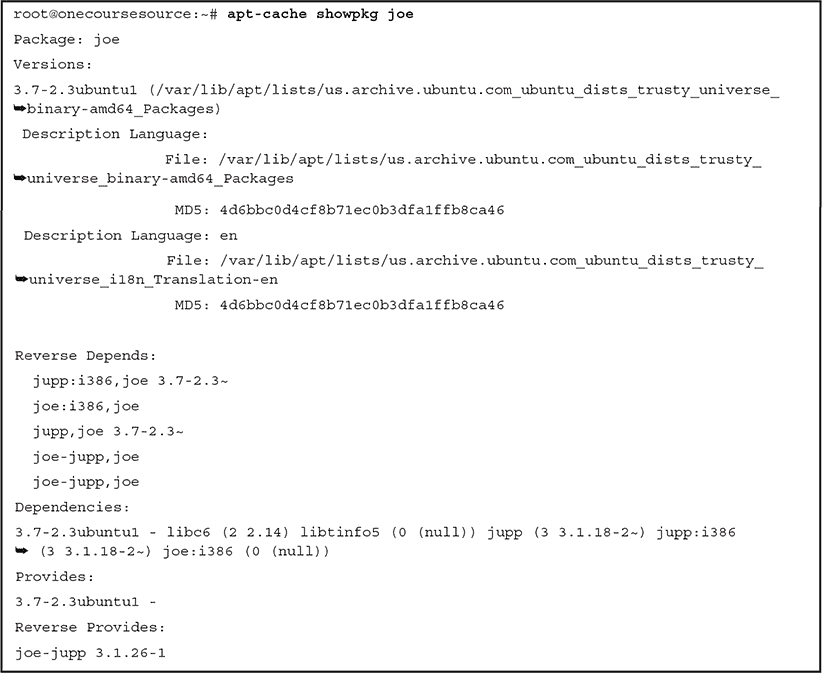 root@onecoursesource:~# apt-cache showpkg joe
Package: joe
Versions:
3.7-2.3ubuntu1 (/var/lib/apt/lists/us.archive.ubuntu.com_ubuntu_dists_trusty_universe_
➥binary-amd64_Packages)
Description Language:
File: /var/lib/apt/lists/us.archive.ubuntu.com_ubuntu_dists_trusty_
➥universe_binary-amd64_Packages
MD5: 4d6bbc0d4cf8b71ec0b3dfa1ffb8ca46
Description Language: en
File: /var/lib/apt/lists/us.archive.ubuntu.com_ubuntu_dists_trusty_
➥universe_i18n_Translation-en
MD5: 4d6bbc0d4cf8b71ec0b3dfa1ffb8ca46
Reverse Depends:
jupp:i386,joe 3.7-2.3~
joe:i386,joe
jupp,joe 3.7-2.3~
joe-jupp,joe
joe-jupp,joe
Dependencies:
3.7-2.3ubuntu1 - libc6 (2 2.14) libtinfo5 (0 (null)) jupp (3 3.1.18-2~) jupp:i386
➥ (3 3.1.18-2~) joe:i386 (0 (null))
Provides:
3.7-2.3ubuntu1 -
Reverse Provides:
joe-jupp 3.1.26-1